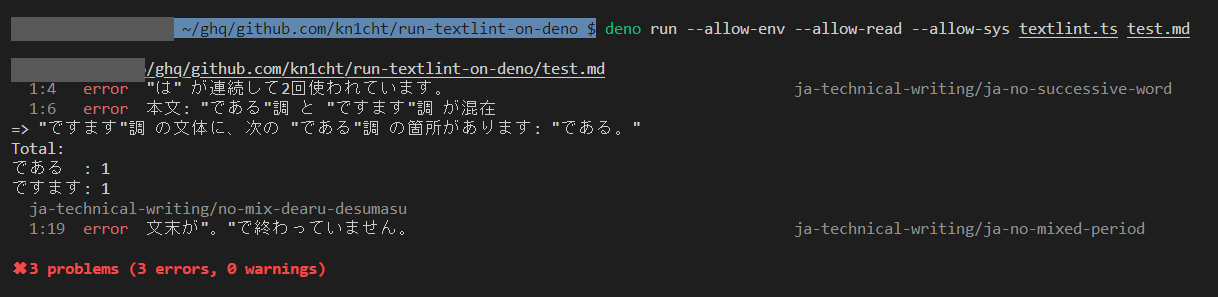 ~/ghq/github.com/kn1cht/run-textlint-on-deno $ deno run --allow-env --allow-read --allow-sys textlint.ts test.md
/ghq/github.com/kn1cht/run-textlint-on-deno/test.md
1:4 error "は" が連続して2回使われています。 ja-technical-writing/ja-no-successive-word
1:6 error 本文: "である"調 と "ですます"調 が混在
=> "ですます"調 の文体に、次の "である"調 の箇所があります: "である。"
Total:
である : 1
ですます: 1
ja-technical-writing/no-mix-dearu-desumasu
1:19 error 文末が"。"で終わっていません。 ja-technical-writing/ja-no-mixed-period
✖3 problems (3 errors, 0 warnings)